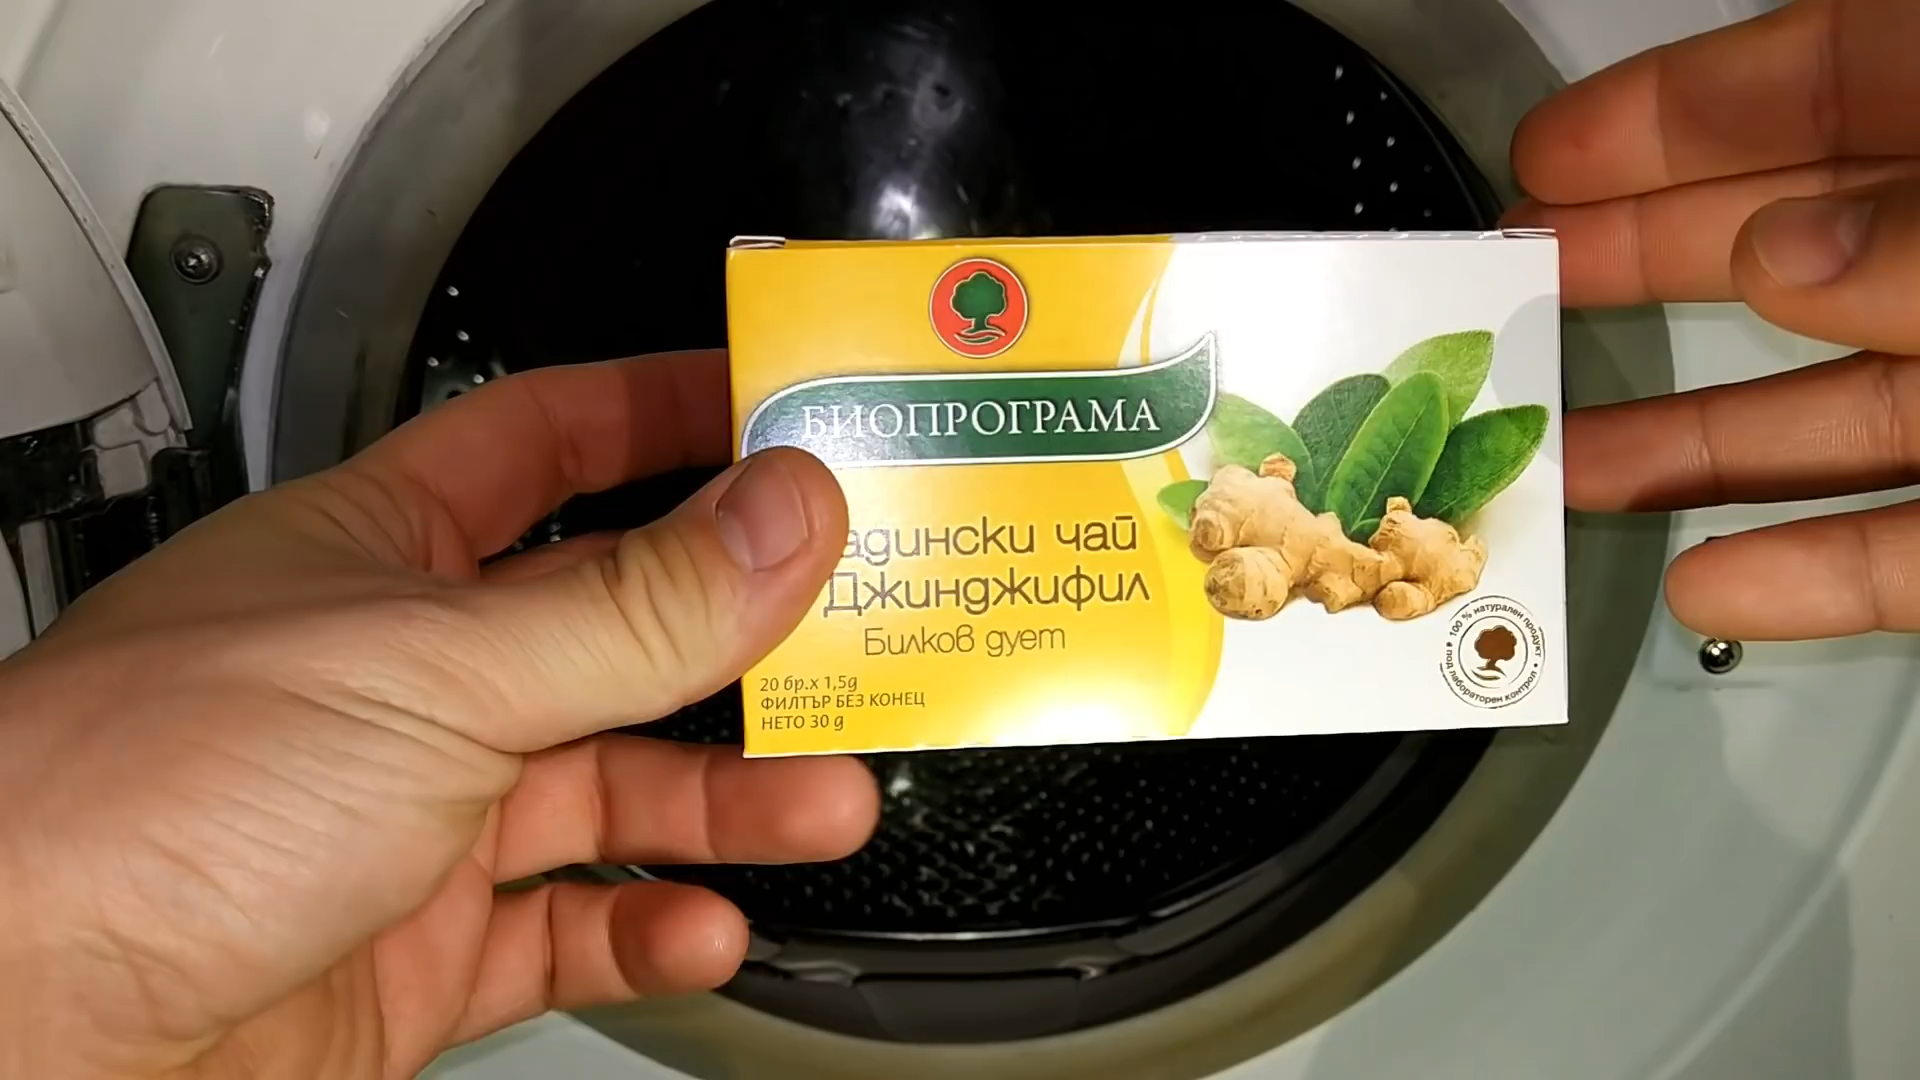 БИОПРОГРАМА
адински чай
Джинджифил
Билков дует
20 бр.x 1,5g
ФИЛТЪР БЕЗ КОНЕЦ
НЕТО 30 g
100 % натурален продукт
под лабораторен контрол